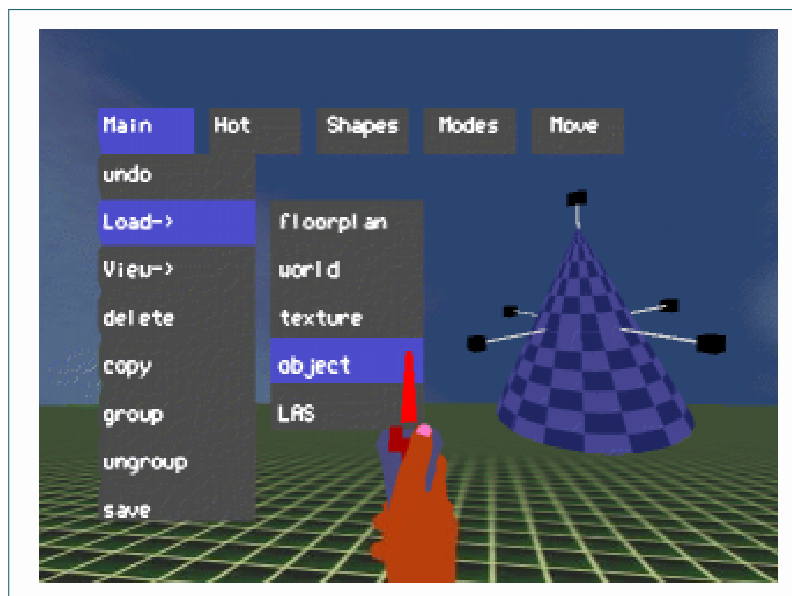 Main Hot Shapes Modes Move
undo
Load-> floorplan
View-> world
delete texture
copy object
group LAS
ungroup
save